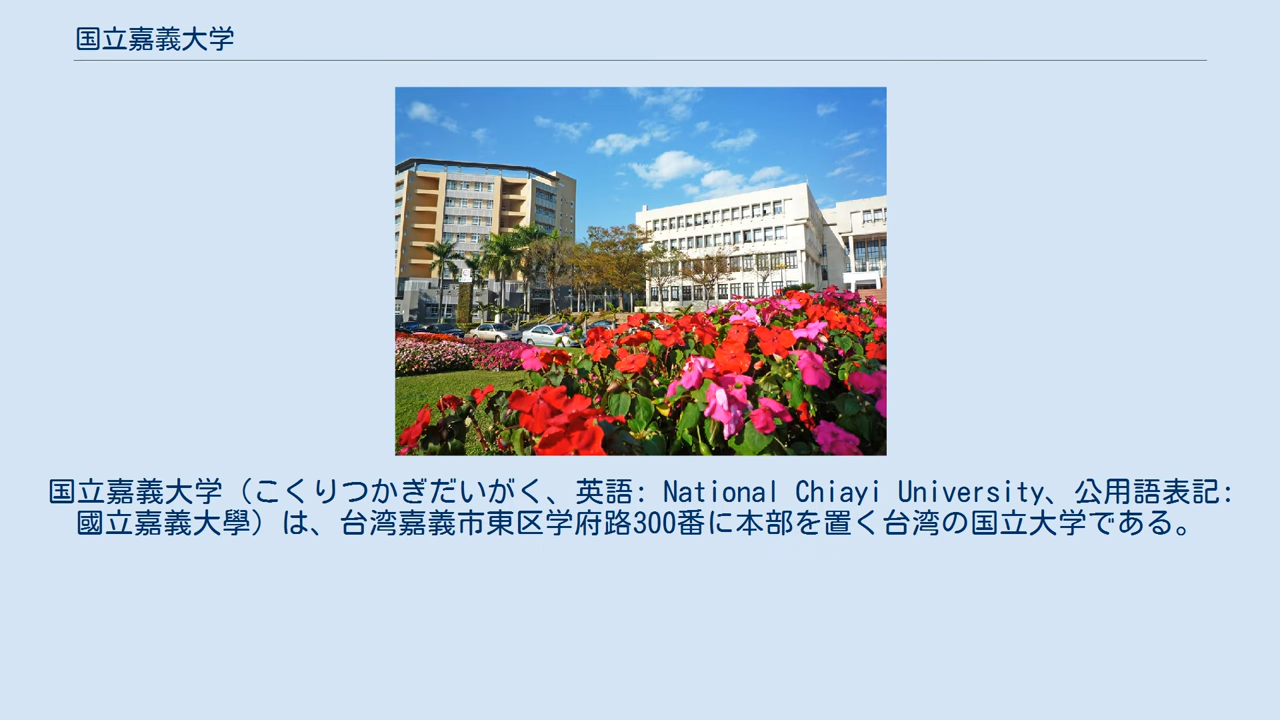 国立嘉義大学
国立嘉義大学（こくりつかぎだいがく、英語: National Chiayi University、公用語表記:
國立嘉義大學）は、台湾嘉義市東区学府路300番に本部を置く台湾の国立大学である。